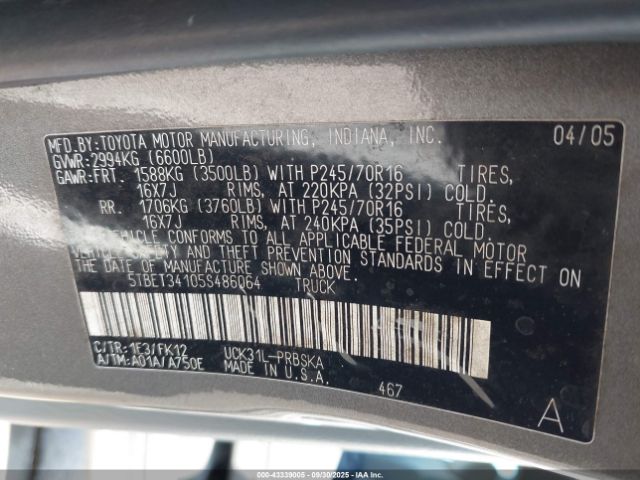 MFD.BY:TOYOTA MOTOR MANUFACTURING, INDIANA, INC. 04/05
GVWR:2994KG (6600LB)
GAWR:FRT. 1588KG (3500LB) WITH P245/70R16 TIRES,
16X7J RIMS, AT 220KPA (32PSI) COLD.
RR. 1706KG (3760LB) WITH P245/70R16 TIRES,
16X7J RIMS, AT 240KPA (35PSI) COLD.
VEHICLE CONFORMS TO ALL APPLICABLE FEDERAL MOTOR
VEHICLE SAFETY AND THEFT PREVENTION STANDARDS IN EFFECT ON
THE DATE OF MANUFACTURE SHOWN ABOVE.
5TBET34105S486064 TRUCK
C/TR:1E3/FK12 UCK31L-PRBSKA
A/TM:A01A/A750E MADE IN U.S.A.
467
A
000-43339005 - 09/30/2025 - IAAI.COM